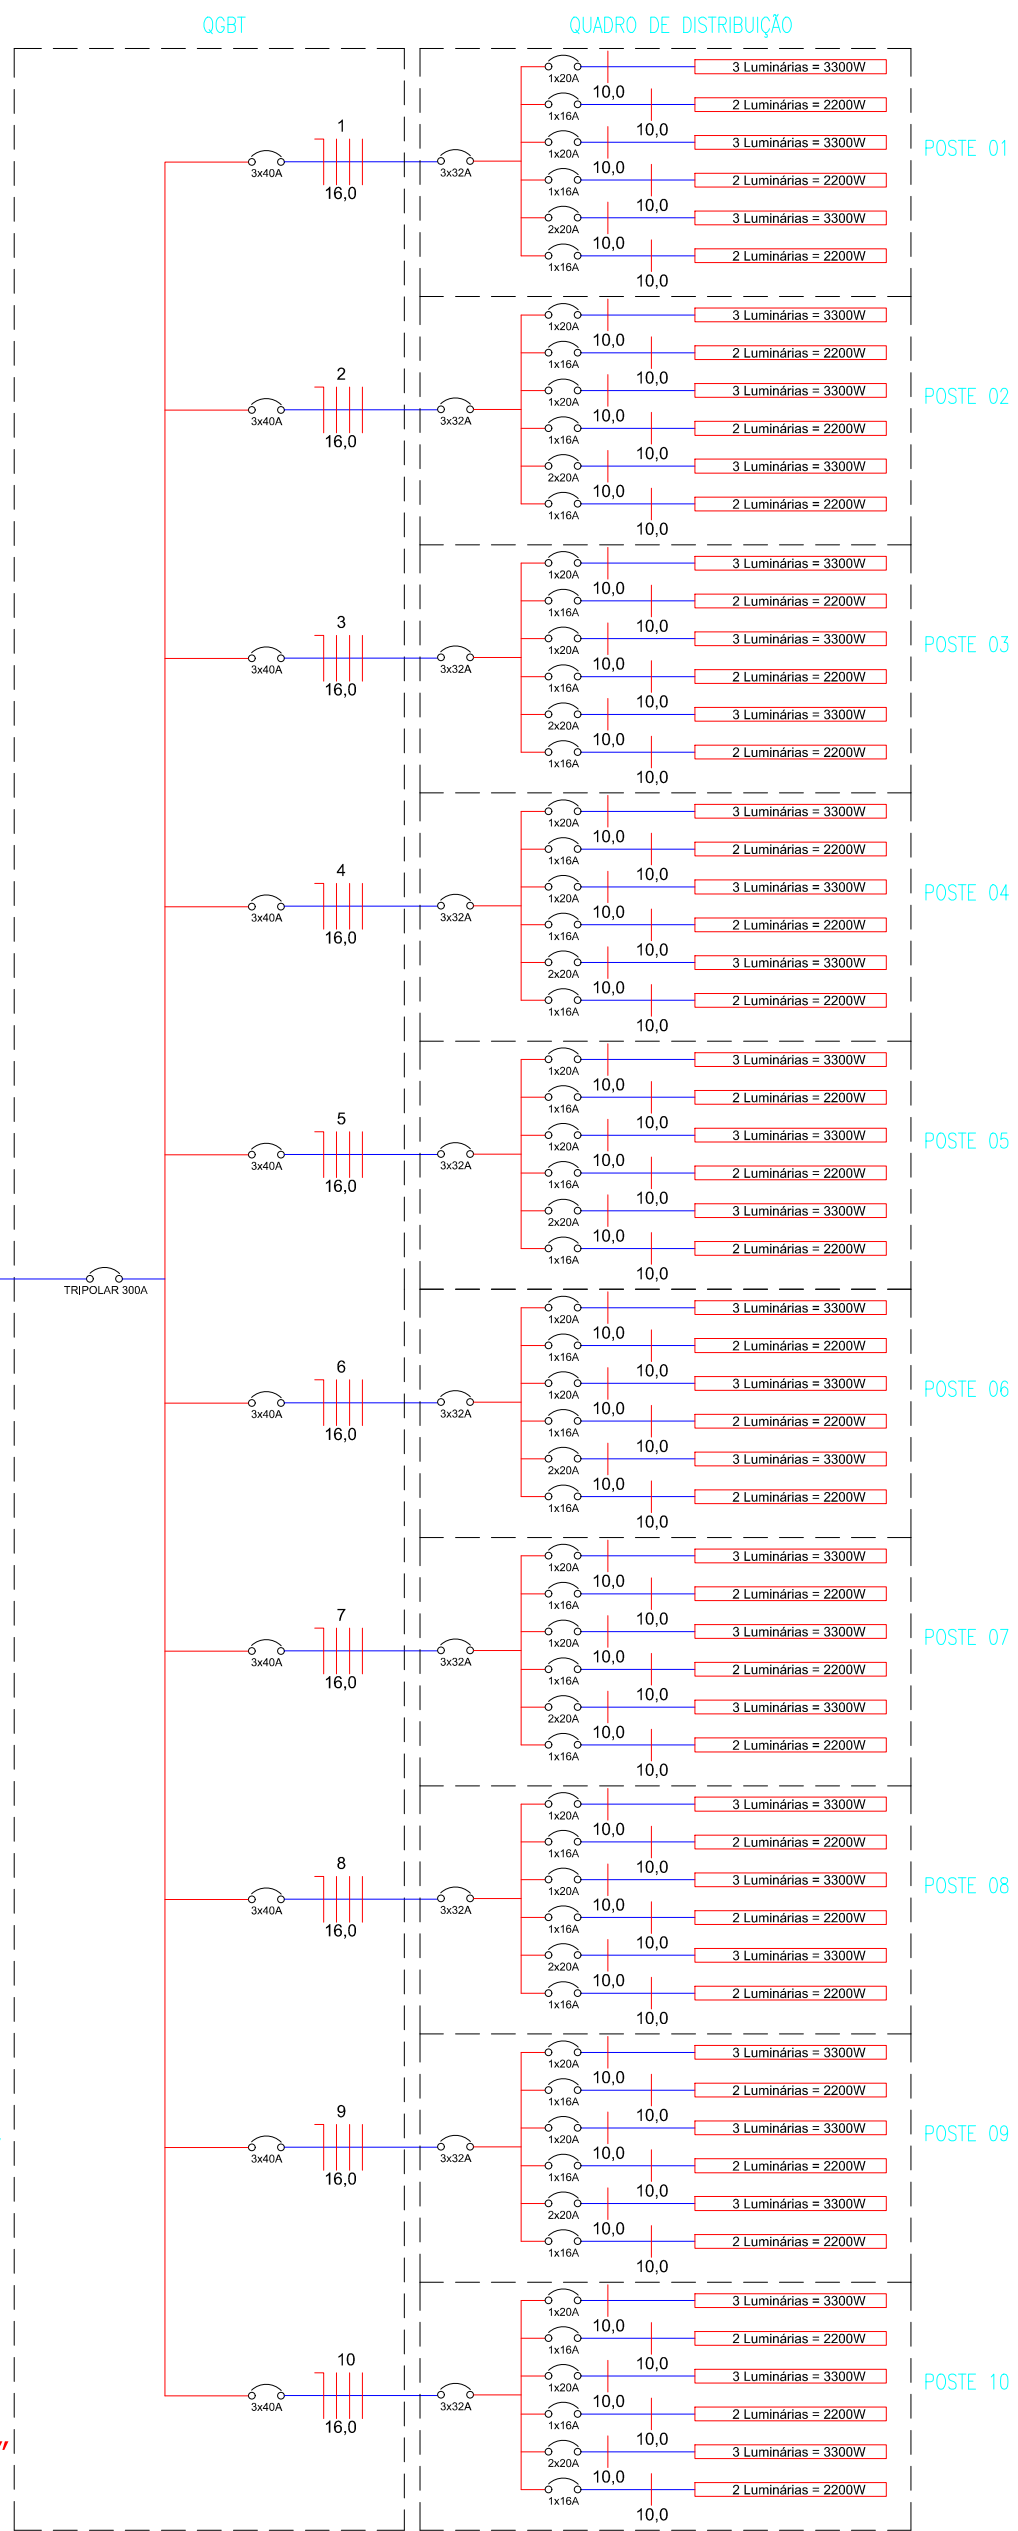 QGBT
QUADRO DE DISTRIBUIÇÃO
1x20A 10,0 3 Luminárias = 3300W
1x16A 10,0 2 Luminárias = 2200W
1
3x40A 16,0 3x32A
1x20A 10,0 3 Luminárias = 3300W
POSTE 01
1x16A 10,0 2 Luminárias = 2200W
2x20A 10,0 3 Luminárias = 3300W
1x16A 10,0 2 Luminárias = 2200W
1x20A 10,0 3 Luminárias = 3300W
1x16A 10,0 2 Luminárias = 2200W
2
3x40A 16,0 3x32A
1x20A 10,0 3 Luminárias = 3300W
POSTE 02
1x16A 10,0 2 Luminárias = 2200W
2x20A 10,0 3 Luminárias = 3300W
1x16A 10,0 2 Luminárias = 2200W
1x20A 10,0 3 Luminárias = 3300W
1x16A 10,0 2 Luminárias = 2200W
3
3x40A 16,0 3x32A
1x20A 10,0 3 Luminárias = 3300W
POSTE 03
1x16A 10,0 2 Luminárias = 2200W
2x20A 10,0 3 Luminárias = 3300W
1x16A 10,0 2 Luminárias = 2200W
1x20A 10,0 3 Luminárias = 3300W
1x16A 10,0 2 Luminárias = 2200W
4
3x40A 16,0 3x32A
1x20A 10,0 3 Luminárias = 3300W
POSTE 04
1x16A 10,0 2 Luminárias = 2200W
2x20A 10,0 3 Luminárias = 3300W
1x16A 10,0 2 Luminárias = 2200W
1x20A 10,0 3 Luminárias = 3300W
1x16A 10,0 2 Luminárias = 2200W
5
3x40A 16,0 3x32A
1x20A 10,0 3 Luminárias = 3300W
POSTE 05
1x16A 10,0 2 Luminárias = 2200W
2x20A 10,0 3 Luminárias = 3300W
1x16A 10,0 2 Luminárias = 2200W
TRIPOLAR 300A
1x20A 10,0 3 Luminárias = 3300W
1x16A 10,0 2 Luminárias = 2200W
6
3x40A 16,0 3x32A
1x20A 10,0 3 Luminárias = 3300W
POSTE 06
1x16A 10,0 2 Luminárias = 2200W
2x20A 10,0 3 Luminárias = 3300W
1x16A 10,0 2 Luminárias = 2200W
1x20A 10,0 3 Luminárias = 3300W
1x16A 10,0 2 Luminárias = 2200W
7
3x40A 16,0 3x32A
1x20A 10,0 3 Luminárias = 3300W
POSTE 07
1x16A 10,0 2 Luminárias = 2200W
2x20A 10,0 3 Luminárias = 3300W
1x16A 10,0 2 Luminárias = 2200W
1x20A 10,0 3 Luminárias = 3300W
1x16A 10,0 2 Luminárias = 2200W
8
3x40A 16,0 3x32A
1x20A 10,0 3 Luminárias = 3300W
POSTE 08
1x16A 10,0 2 Luminárias = 2200W
2x20A 10,0 3 Luminárias = 3300W
1x16A 10,0 2 Luminárias = 2200W
1x20A 10,0 3 Luminárias = 3300W
1x16A 10,0 2 Luminárias = 2200W
9
3x40A 16,0 3x32A
1x20A 10,0 3 Luminárias = 3300W
POSTE 09
1x16A 10,0 2 Luminárias = 2200W
2x20A 10,0 3 Luminárias = 3300W
1x16A 10,0 2 Luminárias = 2200W
1x20A 10,0 3 Luminárias = 3300W
1x16A 10,0 2 Luminárias = 2200W
10
3x40A 16,0 3x32A
1x20A 10,0 3 Luminárias = 3300W
POSTE 10
1x16A 10,0 2 Luminárias = 2200W
2x20A 10,0 3 Luminárias = 3300W
1x16A 10,0 2 Luminárias = 2200W
"